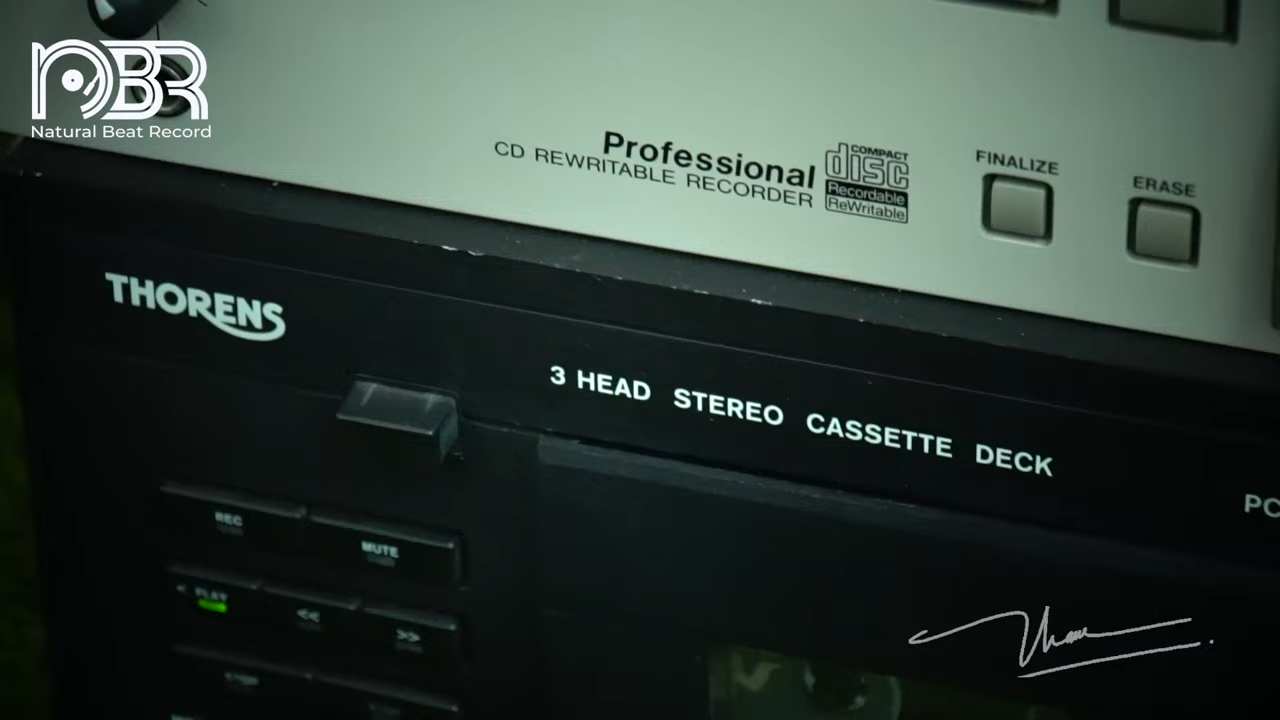 NBR
Natural Beat Record
Professional
CD REWRITABLE RECORDER
COMPACT
disc
Recordable
ReWritable
FINALIZE
ERASE
THORENS
3 HEAD STEREO CASSETTE DECK
PC
REC
MUTE
< PLAY
<<
>>